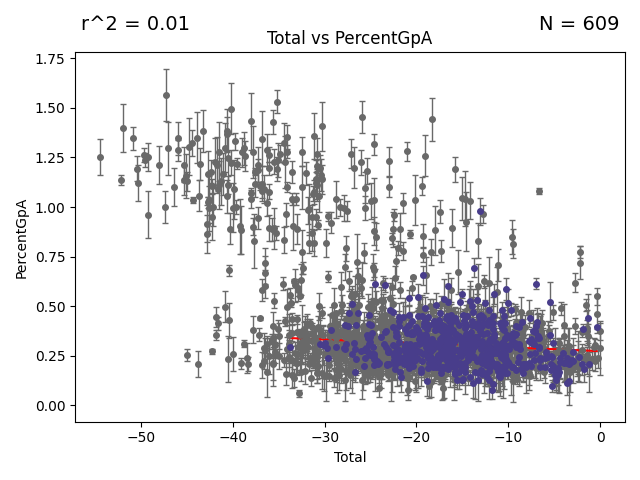 r^2 = 0.01
N = 609
Total vs PercentGpA
1.75
1.50
1.25
1.00
0.75
0.50
0.25
0.00
PercentGpA
−50
−40
−30
−20
−10
0
Total